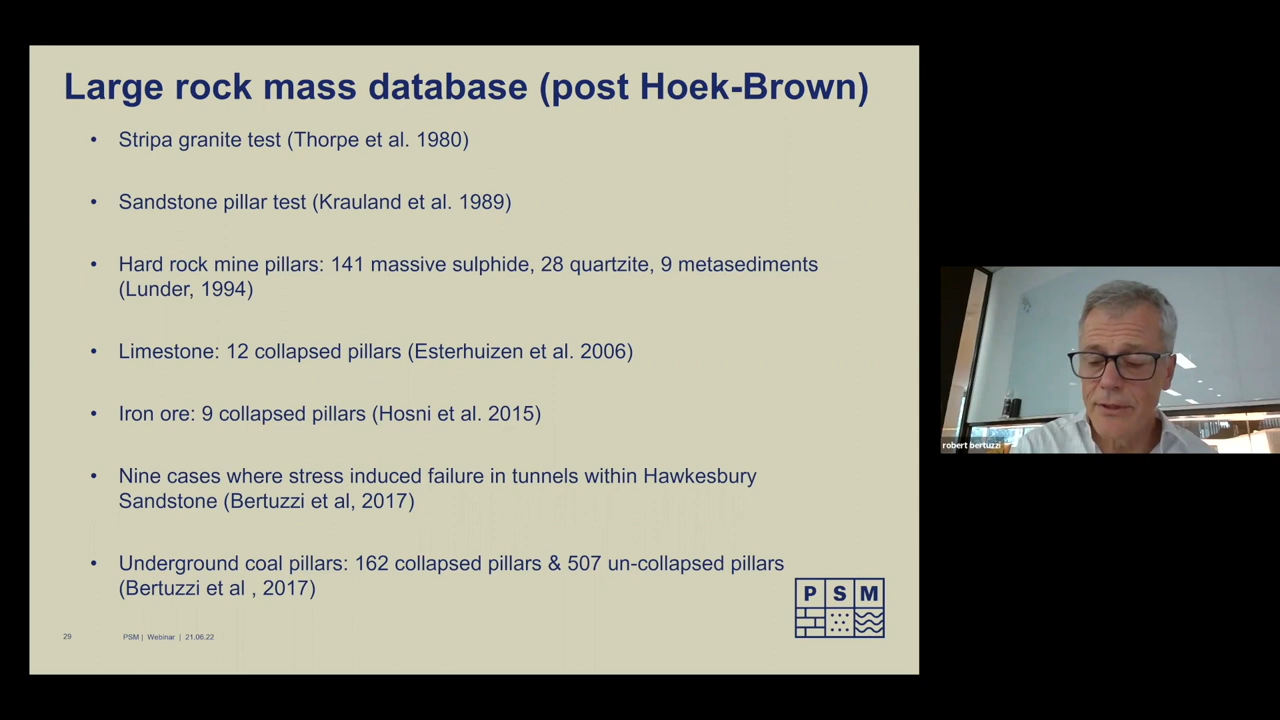 Large rock mass database (post Hoek-Brown)
• Stripa granite test (Thorpe et al. 1980)
• Sandstone pillar test (Krauland et al. 1989)
• Hard rock mine pillars: 141 massive sulphide, 28 quartzite, 9 metasediments
(Lunder, 1994)
• Limestone: 12 collapsed pillars (Esterhuizen et al. 2006)
• Iron ore: 9 collapsed pillars (Hosni et al. 2015)
• Nine cases where stress induced failure in tunnels within Hawkesbury
Sandstone (Bertuzzi et al, 2017)
• Underground coal pillars: 162 collapsed pillars & 507 un-collapsed pillars
(Bertuzzi et al , 2017)
PSM
29 PSM | Webinar | 21.06.22
robert bertuzzi